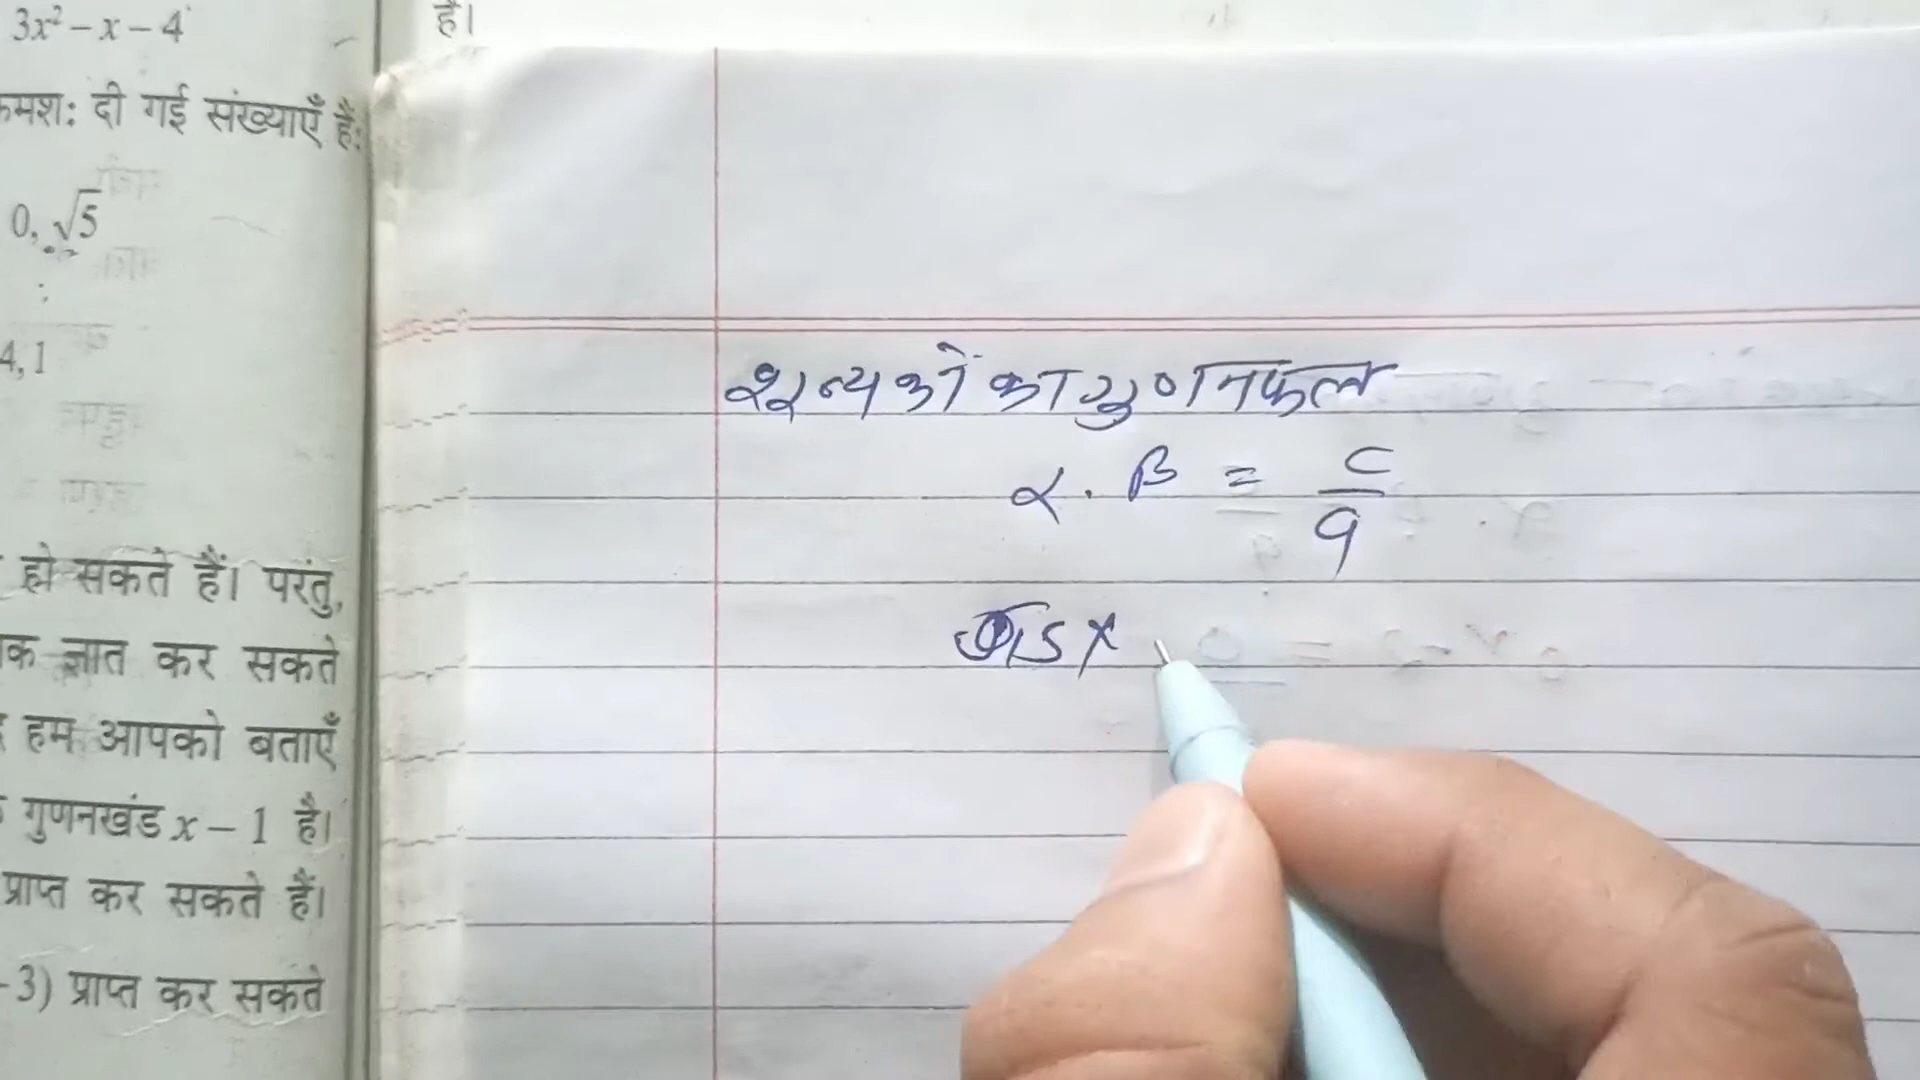 3x² – x – 4
क्रमश: दी गई संख्याएँ हैं:
0, √5
4, 1
हो सकते हैं। परंतु,
ज्ञात कर सकते
हम आपको बताएँ
गुणनखंड x – 1 है।
प्राप्त कर सकते हैं।
-3) प्राप्त कर सकते
है।
शून्यकों का गुणनफल
α . β = c/a